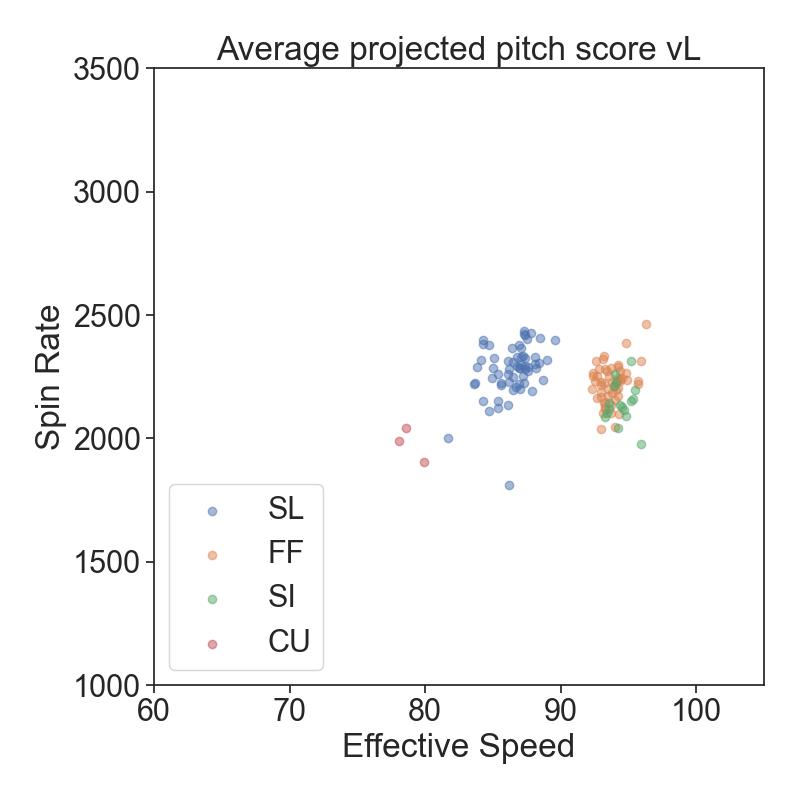 Average projected pitch score vL
3500
3000
2500
2000
1500
1000
Spin Rate
SL
FF
SI
CU
60
70
80
90
100
Effective Speed